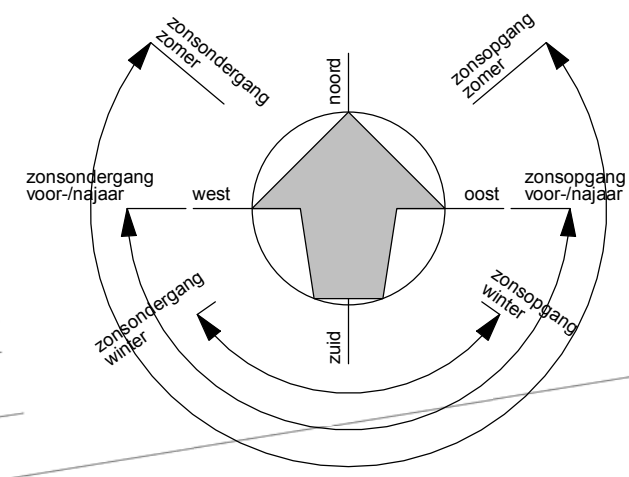 zonsondergang
zomer
noord
zonsopgang
zomer
zonsondergang
voor-/najaar
west
oost
zonsopgang
voor-/najaar
zonsondergang
winter
zuid
zonsopgang
winter